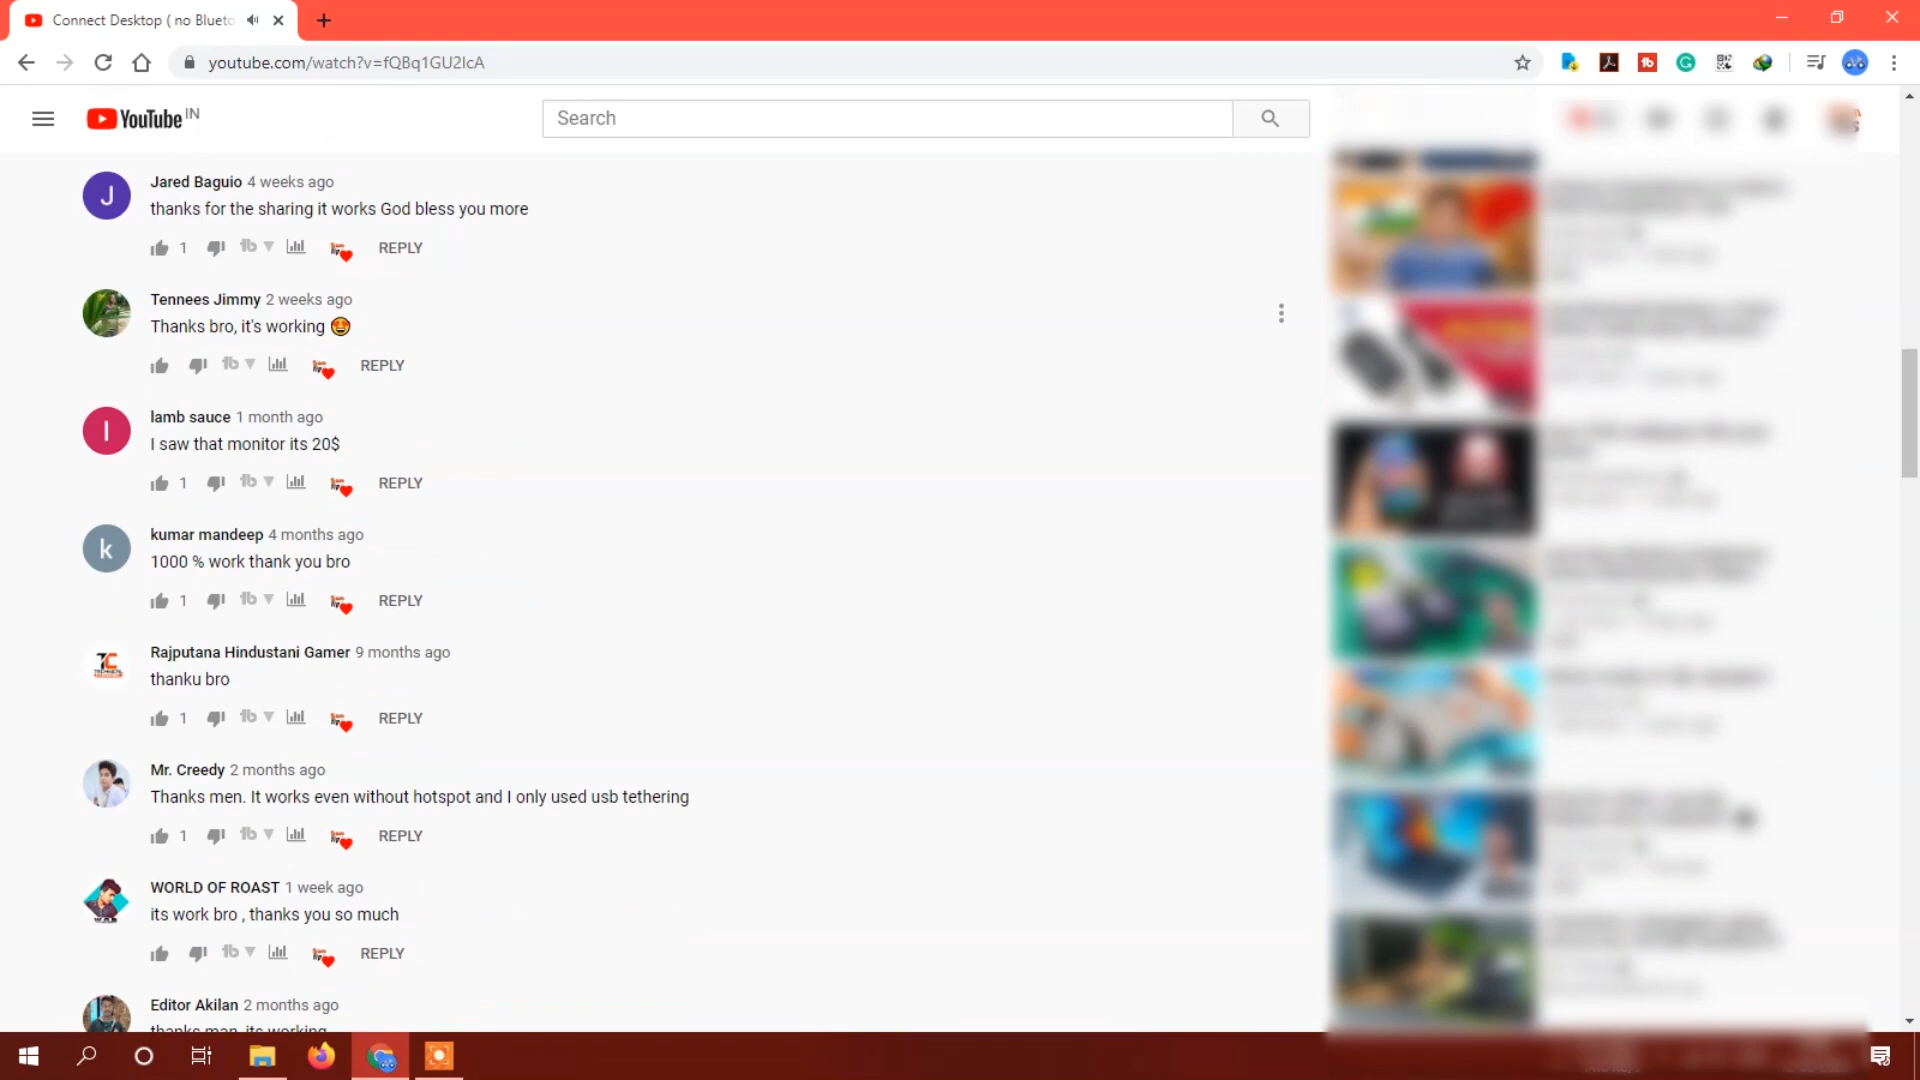 Connect Desktop ( no Blueto
youtube.com/watch?v=fQBq1GU2IcA
YouTube IN
Search
Jared Baguio 4 weeks ago
thanks for the sharing it works God bless you more
1 REPLY
Tennees Jimmy 2 weeks ago
Thanks bro, it's working 😍
REPLY
lamb sauce 1 month ago
I saw that monitor its 20$
1 REPLY
kumar mandeep 4 months ago
1000 % work thank you bro
1 REPLY
Rajputana Hindustani Gamer 9 months ago
thanku bro
1 REPLY
Mr. Creedy 2 months ago
Thanks men. It works even without hotspot and I only used usb tethering
1 REPLY
WORLD OF ROAST 1 week ago
its work bro , thanks you so much
REPLY
Editor Akilan 2 months ago
thanks man, its working